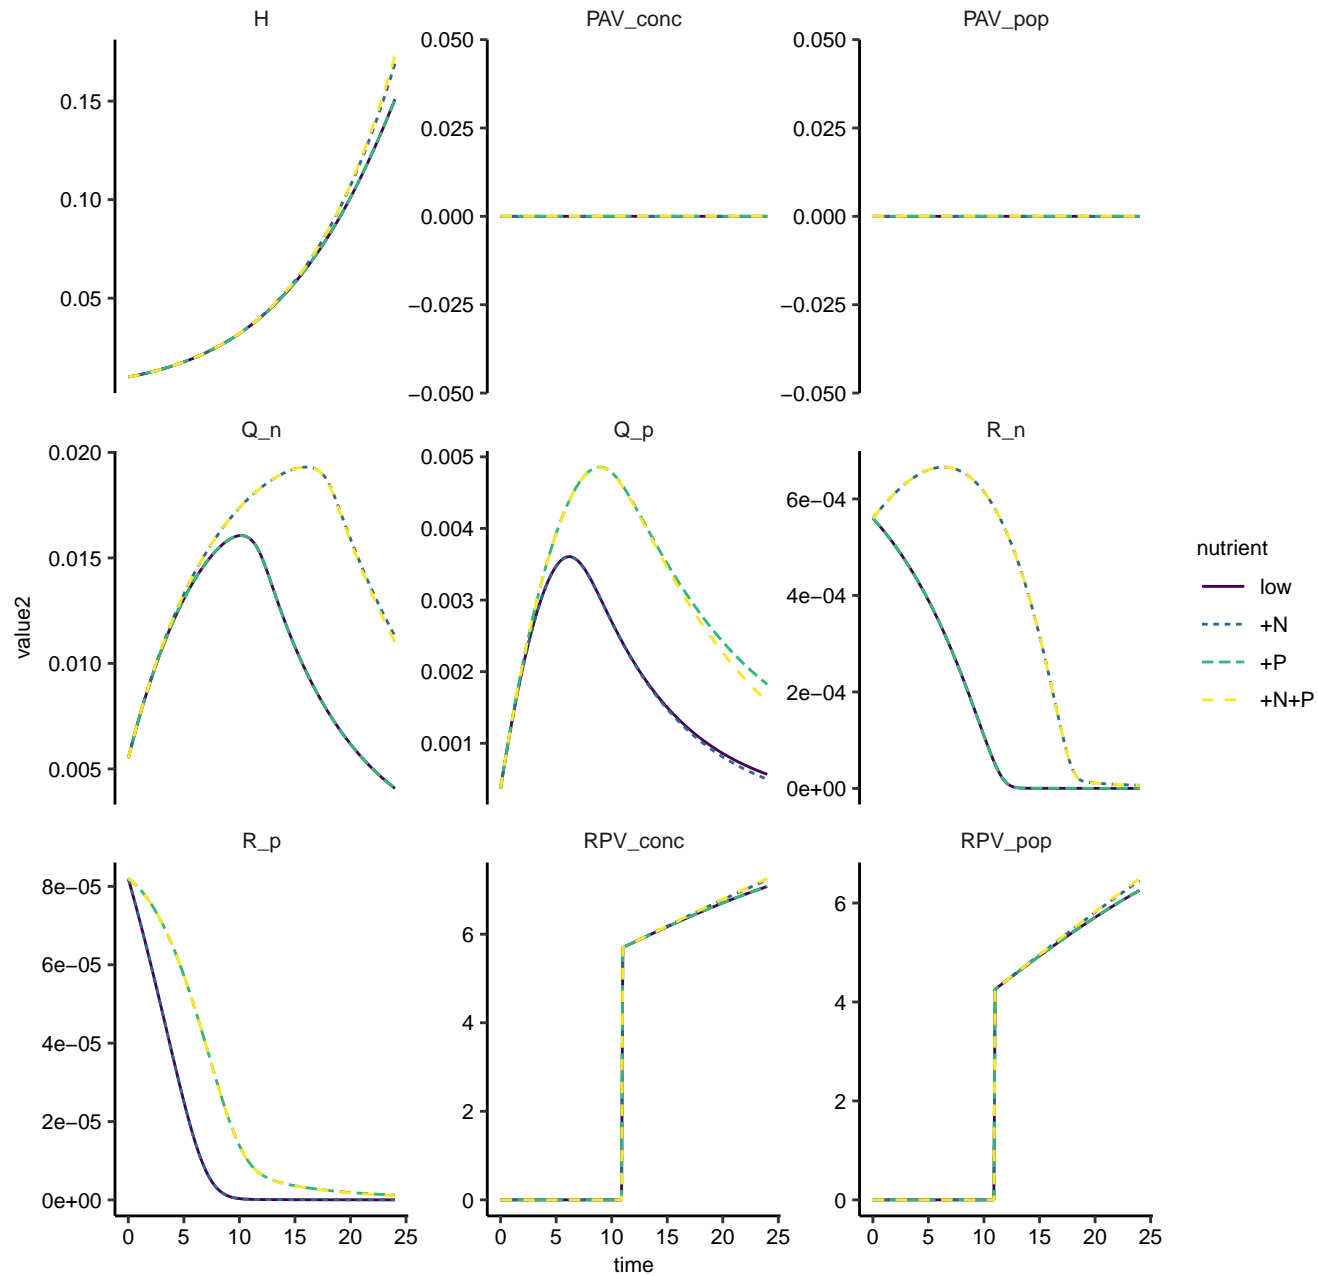 H
PAV_conc
PAV_pop
0.15
0.10
0.05
0.050
0.025
0.000
−0.025
−0.050
0.050
0.025
0.000
−0.025
−0.050
Q_n
Q_p
R_n
0.020
0.015
0.010
0.005
0.005
0.004
0.003
0.002
0.001
6e−04
4e−04
2e−04
0e+00
value2
nutrient
low
+N
+P
+N+P
R_p
RPV_conc
RPV_pop
8e−05
6e−05
4e−05
2e−05
0e+00
6
4
2
0
6
4
2
0
0 5 10 15 20 25
0 5 10 15 20 25
0 5 10 15 20 25
time